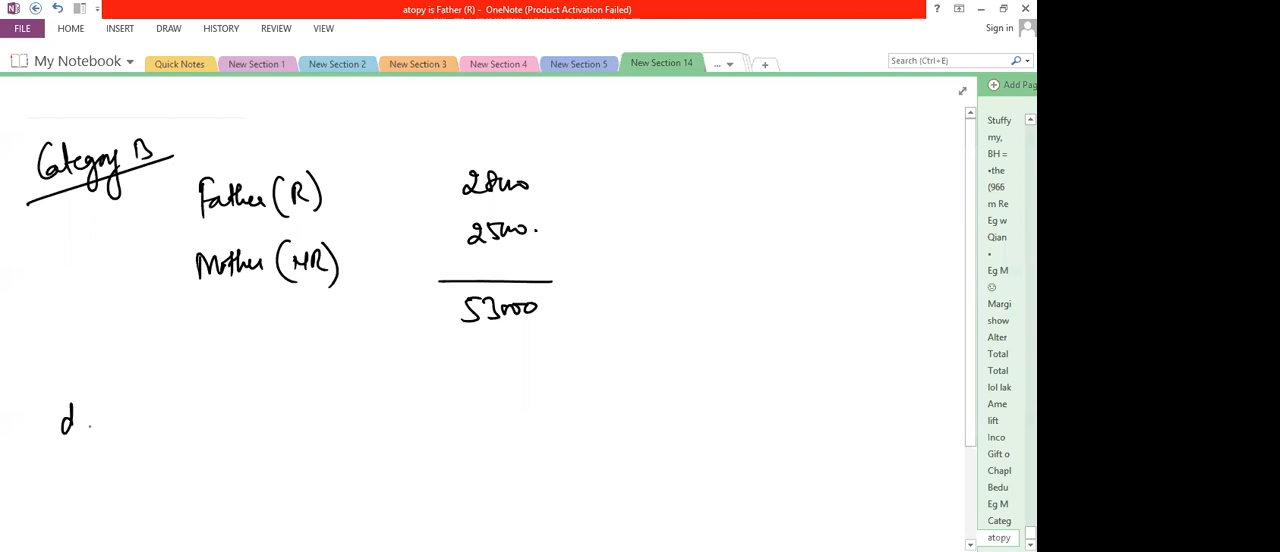 atopy is Father (R) - OneNote (Product Activation Failed)
?
Sign in
FILE HOME INSERT DRAW HISTORY REVIEW VIEW
My Notebook Quick Notes New Section 1 New Section 2 New Section 3 New Section 4 New Section 5 New Section 14 ... + Search (Ctrl+E)
Add Pag
Category B
Father (R) 28000
Mother (NR) 25000
53000
d
Stuffy
my,
BH =
•the
(966
m Re
Eg w
Qian
•
Eg M
☺
Margi
show
Alter
Total
Total
lol lak
Ame
lift
Inco
Gift o
Chapl
Bedu
Eg M
Categ
atopy